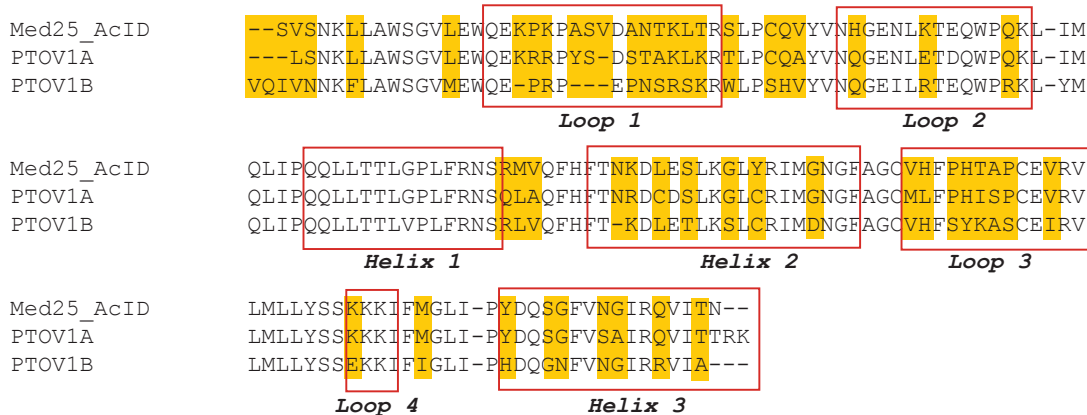 Med25_AcID --SVSNKLLAWSGVLEWQEKPKPASVDANTKLTRSLPCQVYVNHGENLKTEQWPQKL-IM
PTOV1A ---LSNKLLAWSGVLEWQEKRRPYS-DSTAKLKRTLPCQAYVNQGENLETDQWPQKL-IM
PTOV1B VQIVNNKFLAWSGVMEWQE-PRP---EPNSRSKRWLPSHVYVNQGEILRTEQWPRKL-YM
Loop 1 Loop 2
Med25_AcID QLIPQQLLTTLGPLFRNSRMVQFHFTNKDLESLKGLYRIMGNGFAGCVHFPHTAPCEVRV
PTOV1A QLIPQQLLTTLGPLFRNSQLAQFHFTNRDCDSLKGLCRIMGNGFAGCMLFPHISPCEVRV
PTOV1B QLIPQQLLTTLVPLFRNSRLVQFHFT-KDLETLKSLCRIMDNGFAGCVHFSYKASCEIRV
Helix 1 Helix 2 Loop 3
Med25_AcID LMLLYSSKKKIFMGLI-PYDQSGFVNGIRQVITN--
PTOV1A LMLLYSSKKKIFMGLI-PYDQSGFVSAIRQVITTRK
PTOV1B LMLLYSSEKKIFIGLI-PHDQGNFVNGIRRVIA---
Loop 4 Helix 3